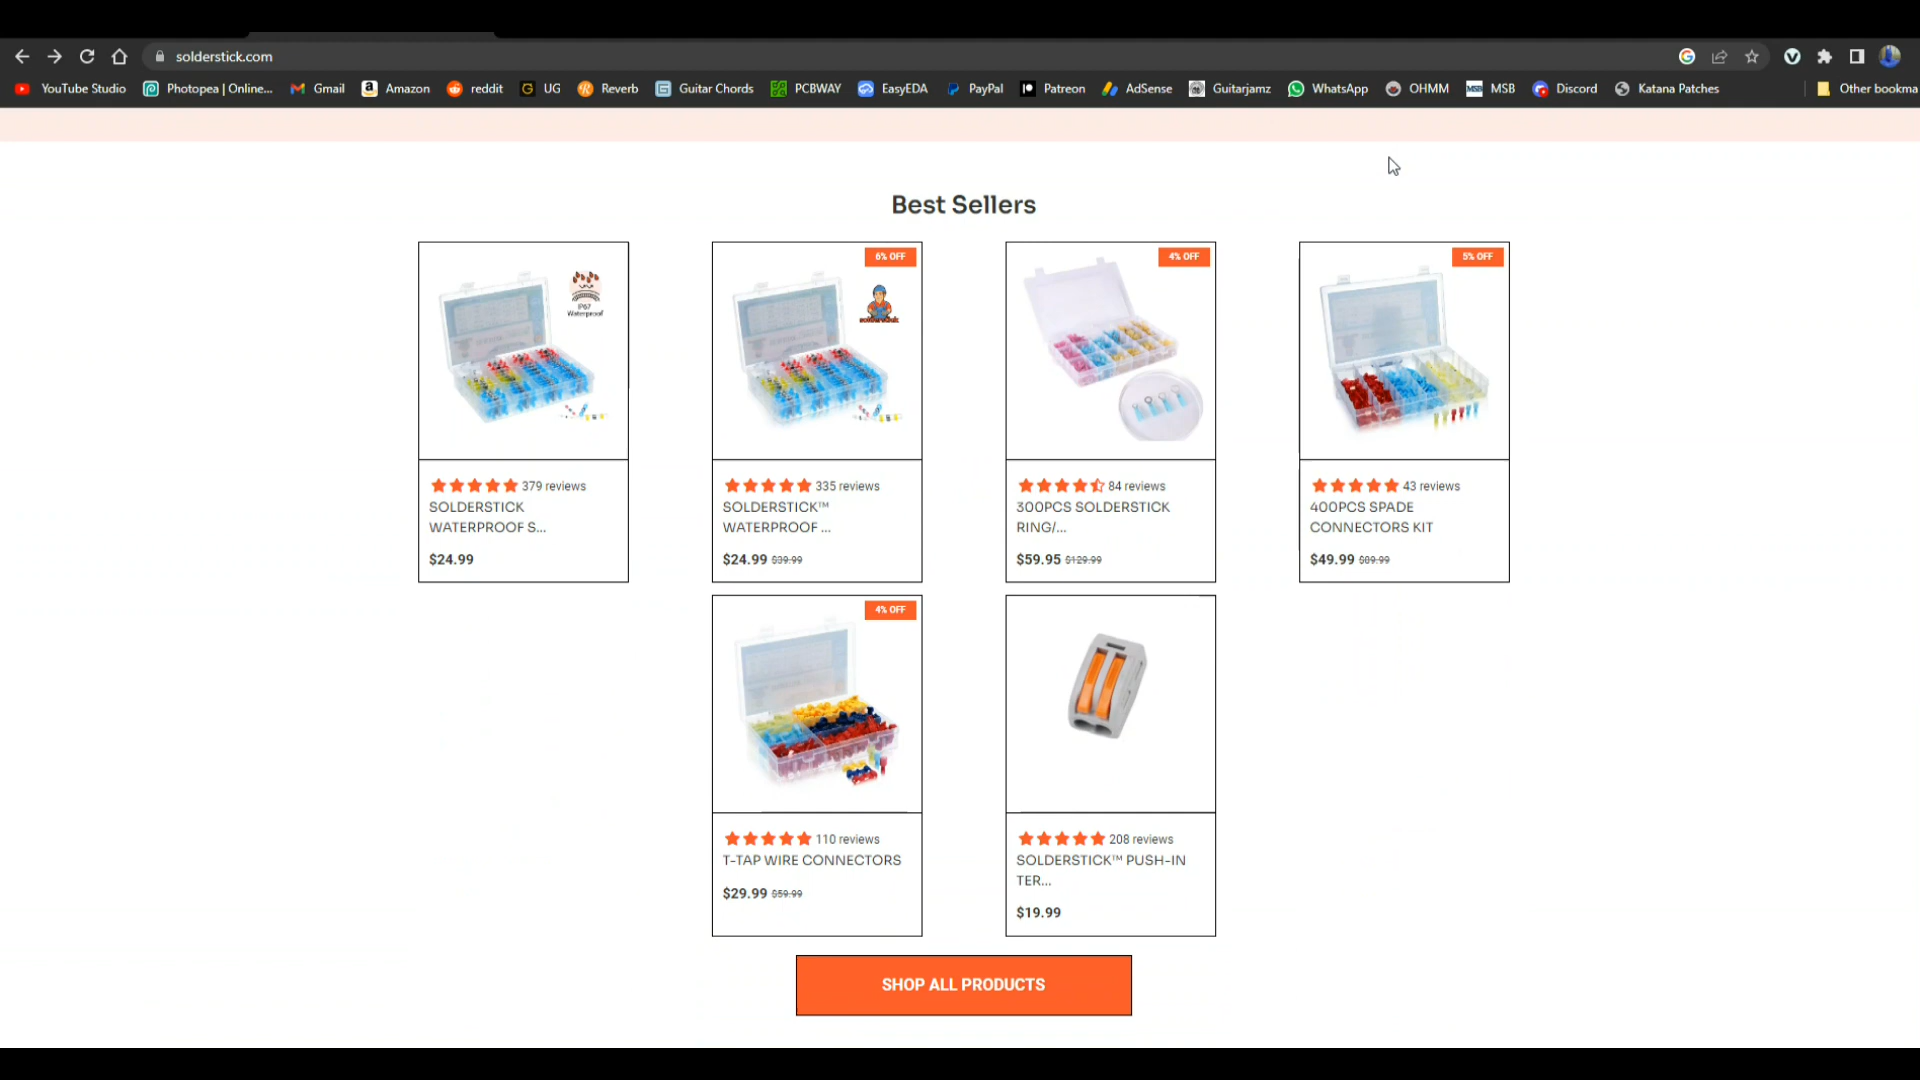 solderstick.com
YouTube Studio Photopea | Online... Gmail Amazon reddit UG Reverb Guitar Chords PCBWAY EasyEDA PayPal Patreon AdSense Guitarjamz WhatsApp OHMM MSB Discord Katana Patches Other bookma
Best Sellers
IP67
Waterproof
6% OFF
solderstick
4% OFF
5% OFF
379 reviews
SOLDERSTICK
WATERPROOF S...
$24.99
335 reviews
SOLDERSTICK™
WATERPROOF ...
$24.99 $39.99
84 reviews
300PCS SOLDERSTICK
RING/...
$59.95 $129.99
43 reviews
400PCS SPADE
CONNECTORS KIT
$49.99 $89.99
4% OFF
110 reviews
T-TAP WIRE CONNECTORS
$29.99 $59.99
208 reviews
SOLDERSTICK™ PUSH-IN
TER...
$19.99
SHOP ALL PRODUCTS